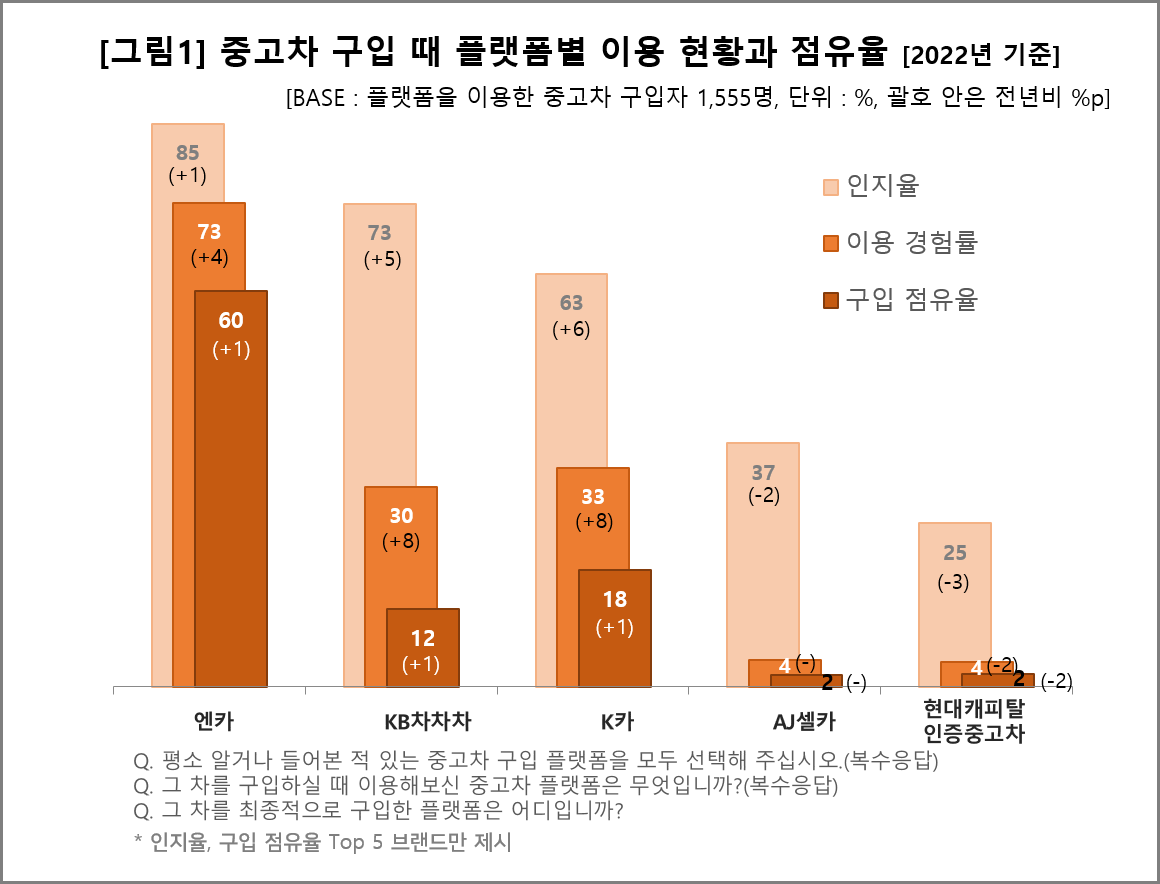 [그림1] 중고차 구입 때 플랫폼별 이용 현황과 점유율 [2022년 기준]
[BASE : 플랫폼을 이용한 중고차 구입자 1,555명, 단위 : %, 괄호 안은 전년비 %p]
인지율
이용 경험률
구입 점유율
85
(+1)
73
(+4)
60
(+1)
73
(+5)
30
(+8)
12
(+1)
63
(+6)
33
(+8)
18
(+1)
37
(-2)
4 (-)
2 (-)
25
(-3)
4 (-2)
2 (-2)
엔카
KB차차차
K카
AJ셀카
현대캐피탈
인증중고차
Q. 평소 알거나 들어본 적 있는 중고차 구입 플랫폼을 모두 선택해 주십시오.(복수응답)
Q. 그 차를 구입하실 때 이용해보신 중고차 플랫폼은 무엇입니까?(복수응답)
Q. 그 차를 최종적으로 구입한 플랫폼은 어디입니까?
* 인지율, 구입 점유율 Top 5 브랜드만 제시